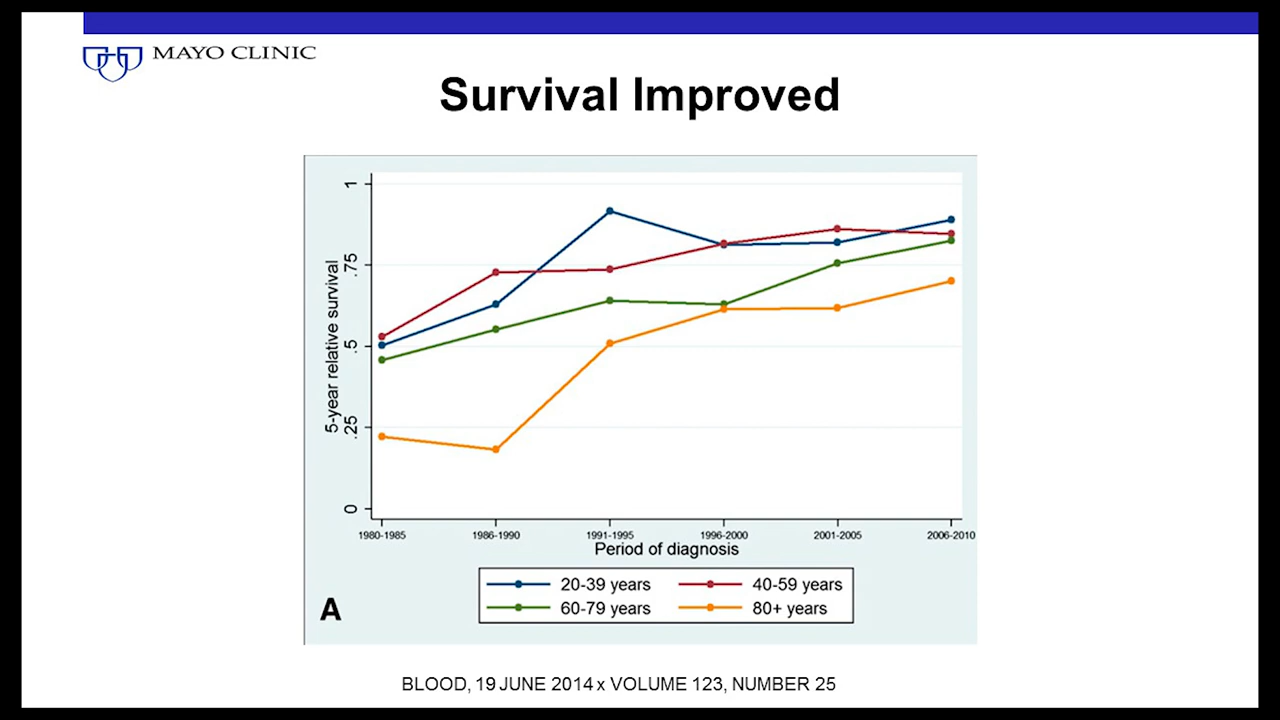 MAYO CLINIC
Survival Improved
5-year relative survival
1
.75
.5
.25
0
1980-1985 1986-1990 1991-1995 1996-2000 2001-2005 2006-2010
Period of diagnosis
20-39 years 40-59 years
60-79 years 80+ years
A
BLOOD, 19 JUNE 2014 x VOLUME 123, NUMBER 25